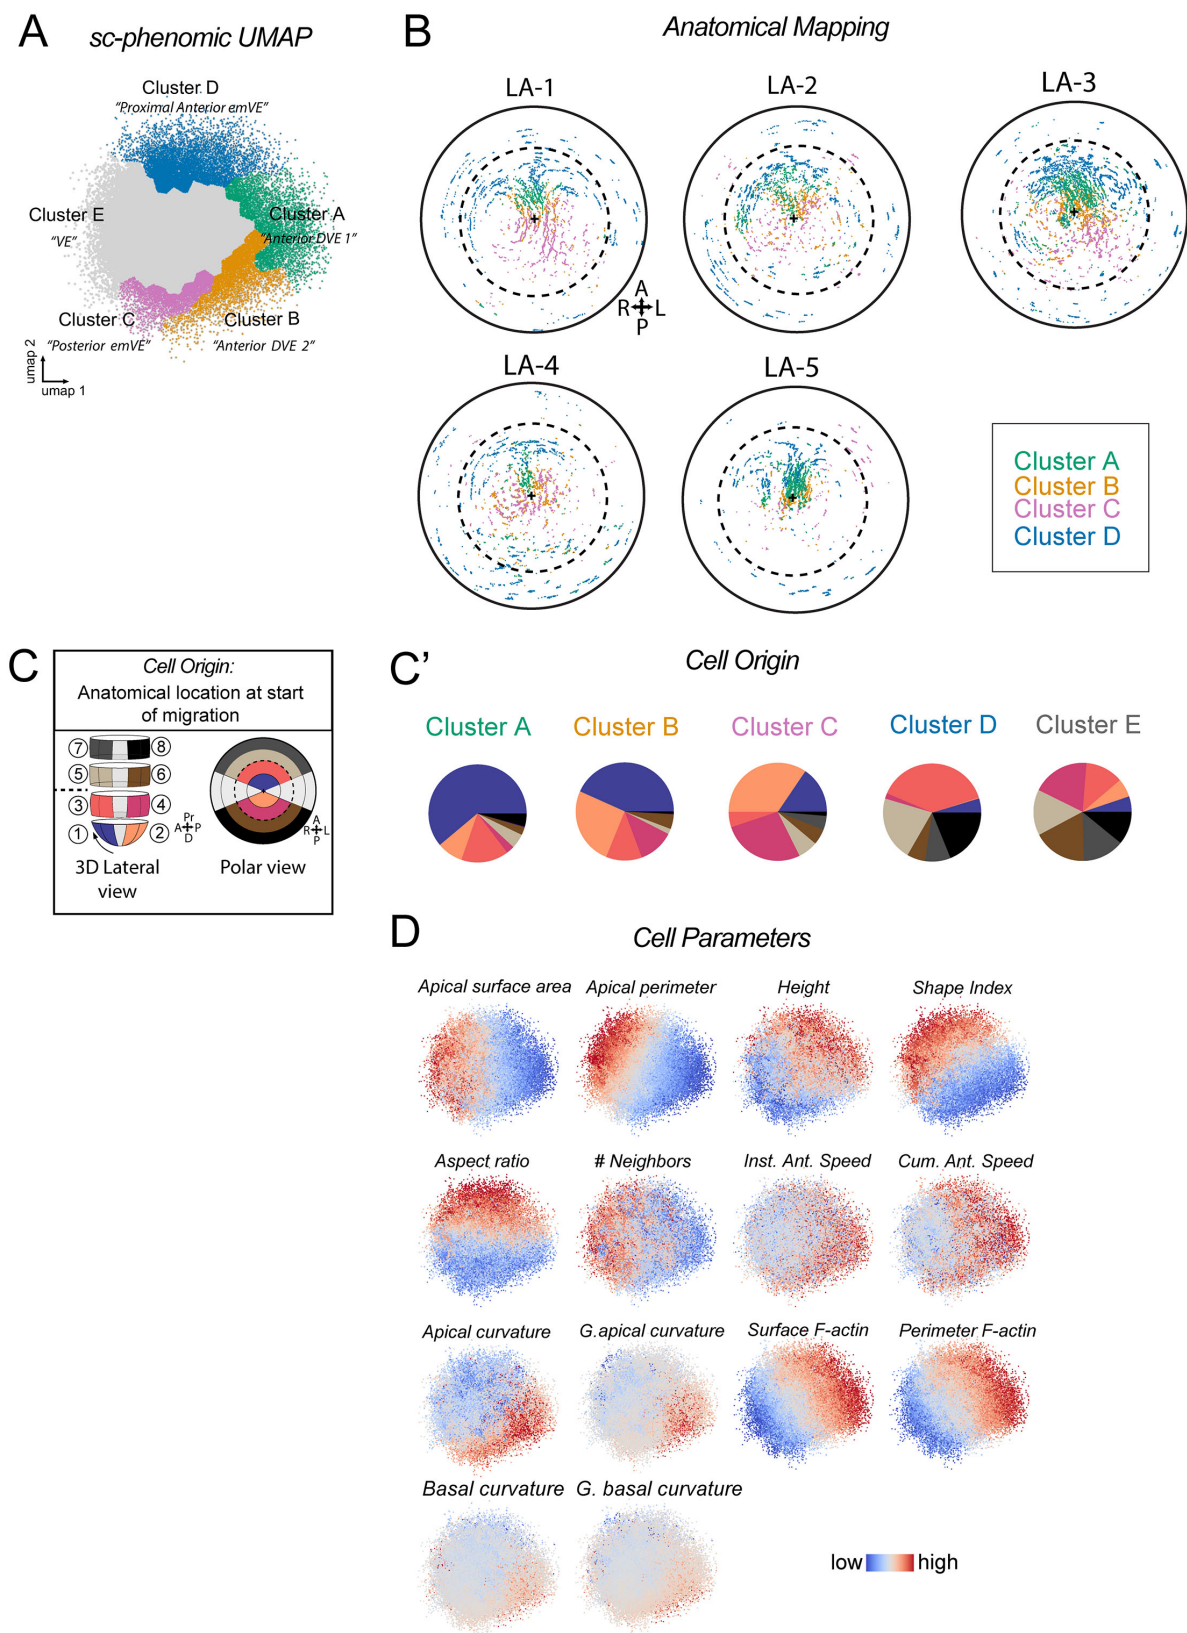 A
sc-phenomic UMAP
Cluster D
"Proximal Anterior emVE"
Cluster E
"VE"
Cluster A
"Anterior DVE 1"
Cluster C
"Posterior emVE"
Cluster B
"Anterior DVE 2"
umap 2
umap 1
B
Anatomical Mapping
LA-1
LA-2
LA-3
A
R L
P
LA-4
LA-5
Cluster A
Cluster B
Cluster C
Cluster D
C
Cell Origin:
Anatomical location at start
of migration
7 8
5 6
3 4
1 2
Pr
A P
D
A
R L
P
3D Lateral
view
Polar view
C'
Cell Origin
Cluster A
Cluster B
Cluster C
Cluster D
Cluster E
D
Cell Parameters
Apical surface area
Apical perimeter
Height
Shape Index
Aspect ratio
# Neighbors
Inst. Ant. Speed
Cum. Ant. Speed
Apical curvature
G.apical curvature
Surface F-actin
Perimeter F-actin
Basal curvature
G. basal curvature
low high